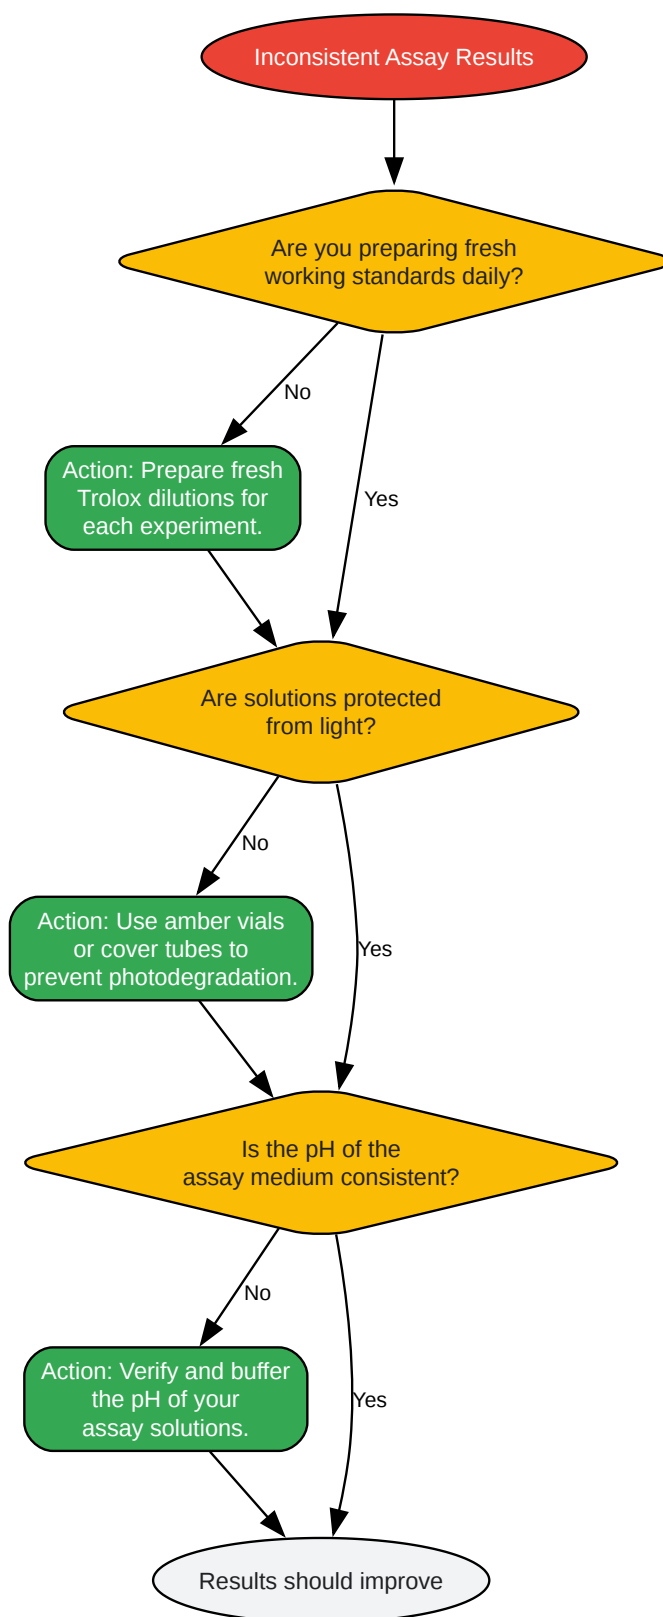 Inconsistent Assay Results
Are you preparing fresh
working standards daily?
No
Action: Prepare fresh
Trolox dilutions for
each experiment.
Yes
Are solutions protected
from light?
No
Action: Use amber vials
or cover tubes to
prevent photodegradation.
Yes
Is the pH of the
assay medium consistent?
No
Action: Verify and buffer
the pH of your
assay solutions.
Yes
Results should improve